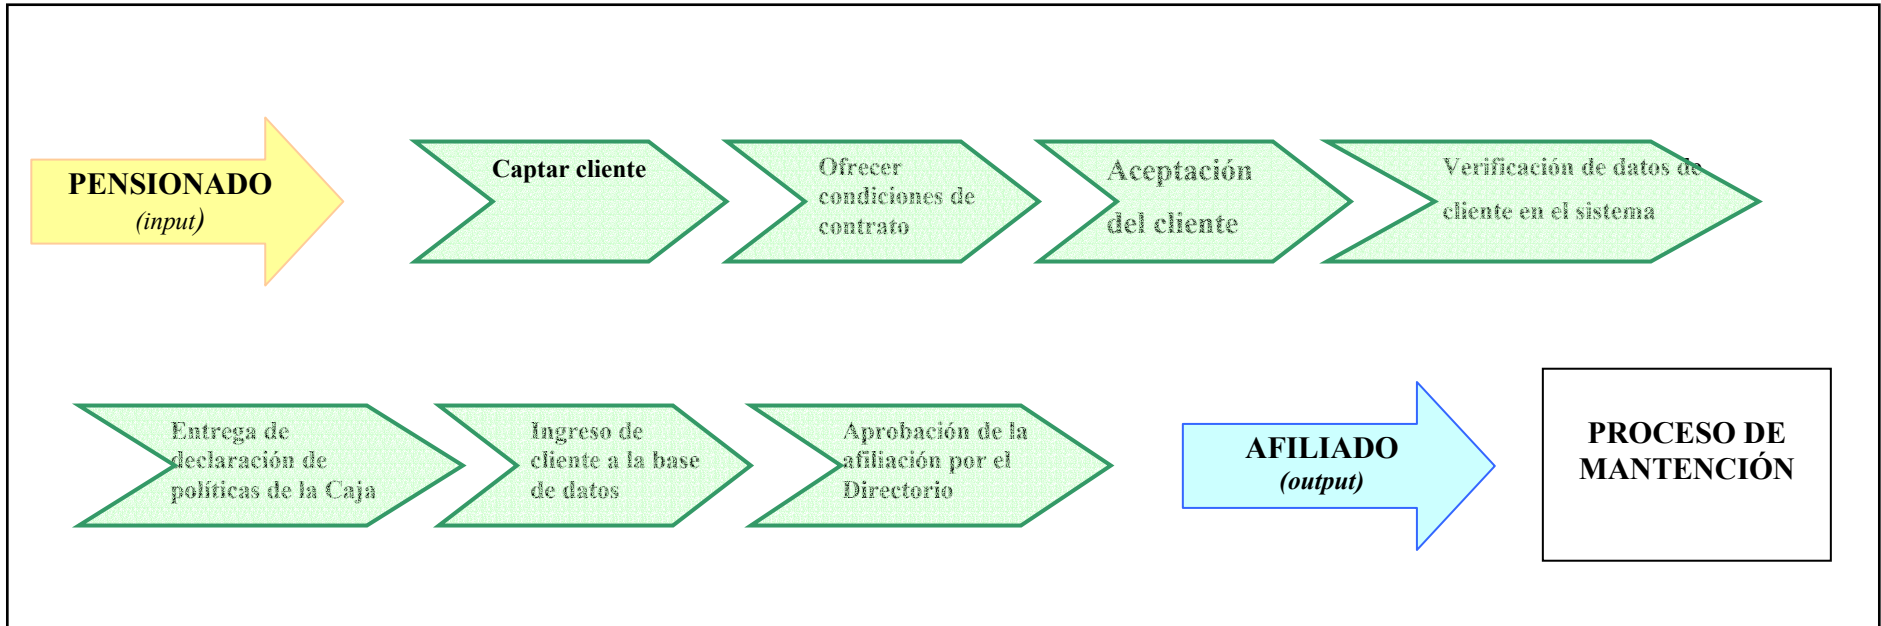 PENSIONADO
(input)
Captar cliente
Ofrecer
condiciones de
contrato
Aceptación
del cliente
Verificación de datos de
cliente en el sistema
Entrega de
declaración de
políticas de la Caja
Ingreso de
cliente a la base
de datos
Aprobación de la
afiliación por el
Directorio
AFILIADO
(output)
PROCESO DE
MANTENCIÓN